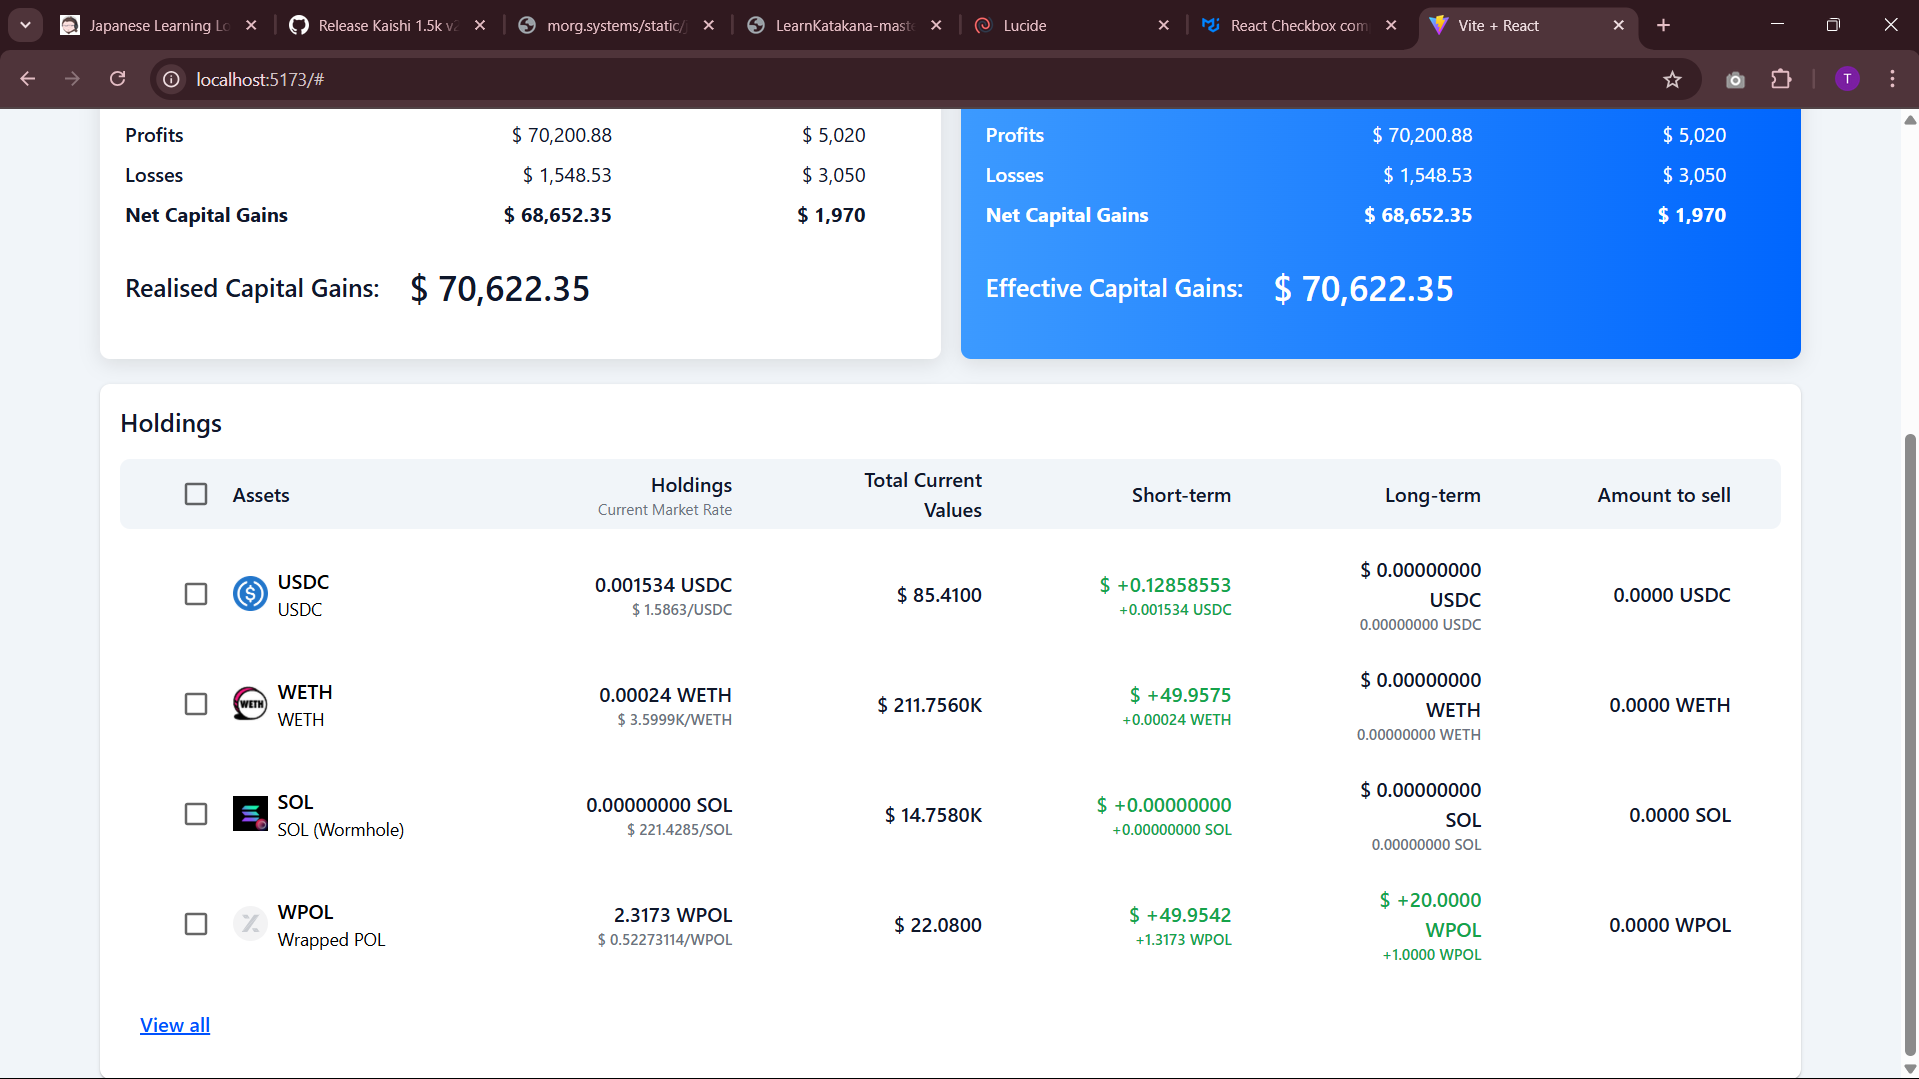 Japanese Learning Lo
Release Kaishi 1.5k v2
morg.systems/static/j
LearnKatakana-maste
Lucide
React Checkbox com
Vite + React
localhost:5173/#
T
Profits $ 70,200.88 $ 5,020
Losses $ 1,548.53 $ 3,050
Net Capital Gains $ 68,652.35 $ 1,970
Realised Capital Gains: $ 70,622.35
Profits $ 70,200.88 $ 5,020
Losses $ 1,548.53 $ 3,050
Net Capital Gains $ 68,652.35 $ 1,970
Effective Capital Gains: $ 70,622.35
Holdings
Assets
Holdings
Current Market Rate
Total Current
Values
Short-term
Long-term
Amount to sell
USDC
USDC
0.001534 USDC
$ 1.5863/USDC
$ 85.4100
$ +0.12858553
+0.001534 USDC
$ 0.00000000
USDC
0.00000000 USDC
0.0000 USDC
WETH
WETH
WETH
0.00024 WETH
$ 3.5999K/WETH
$ 211.7560K
$ +49.9575
+0.00024 WETH
$ 0.00000000
WETH
0.00000000 WETH
0.0000 WETH
SOL
SOL (Wormhole)
0.00000000 SOL
$ 221.4285/SOL
$ 14.7580K
$ +0.00000000
+0.00000000 SOL
$ 0.00000000
SOL
0.00000000 SOL
0.0000 SOL
WPOL
Wrapped POL
2.3173 WPOL
$ 0.52273114/WPOL
$ 22.0800
$ +49.9542
+1.3173 WPOL
$ +20.0000
WPOL
+1.0000 WPOL
0.0000 WPOL
View all